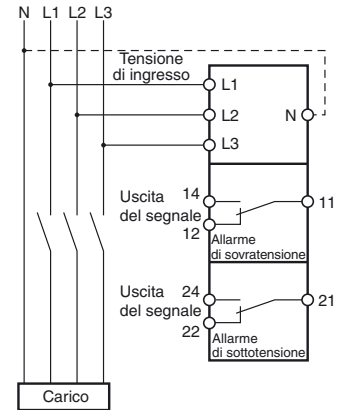 N L1 L2 L3
Tensione
di ingresso
L1
L2
N
L3
Uscita
del segnale
14
12
11
Allarme
di sovratensione
Uscita
del segnale
24
22
21
Allarme
di sottotensione
Carico